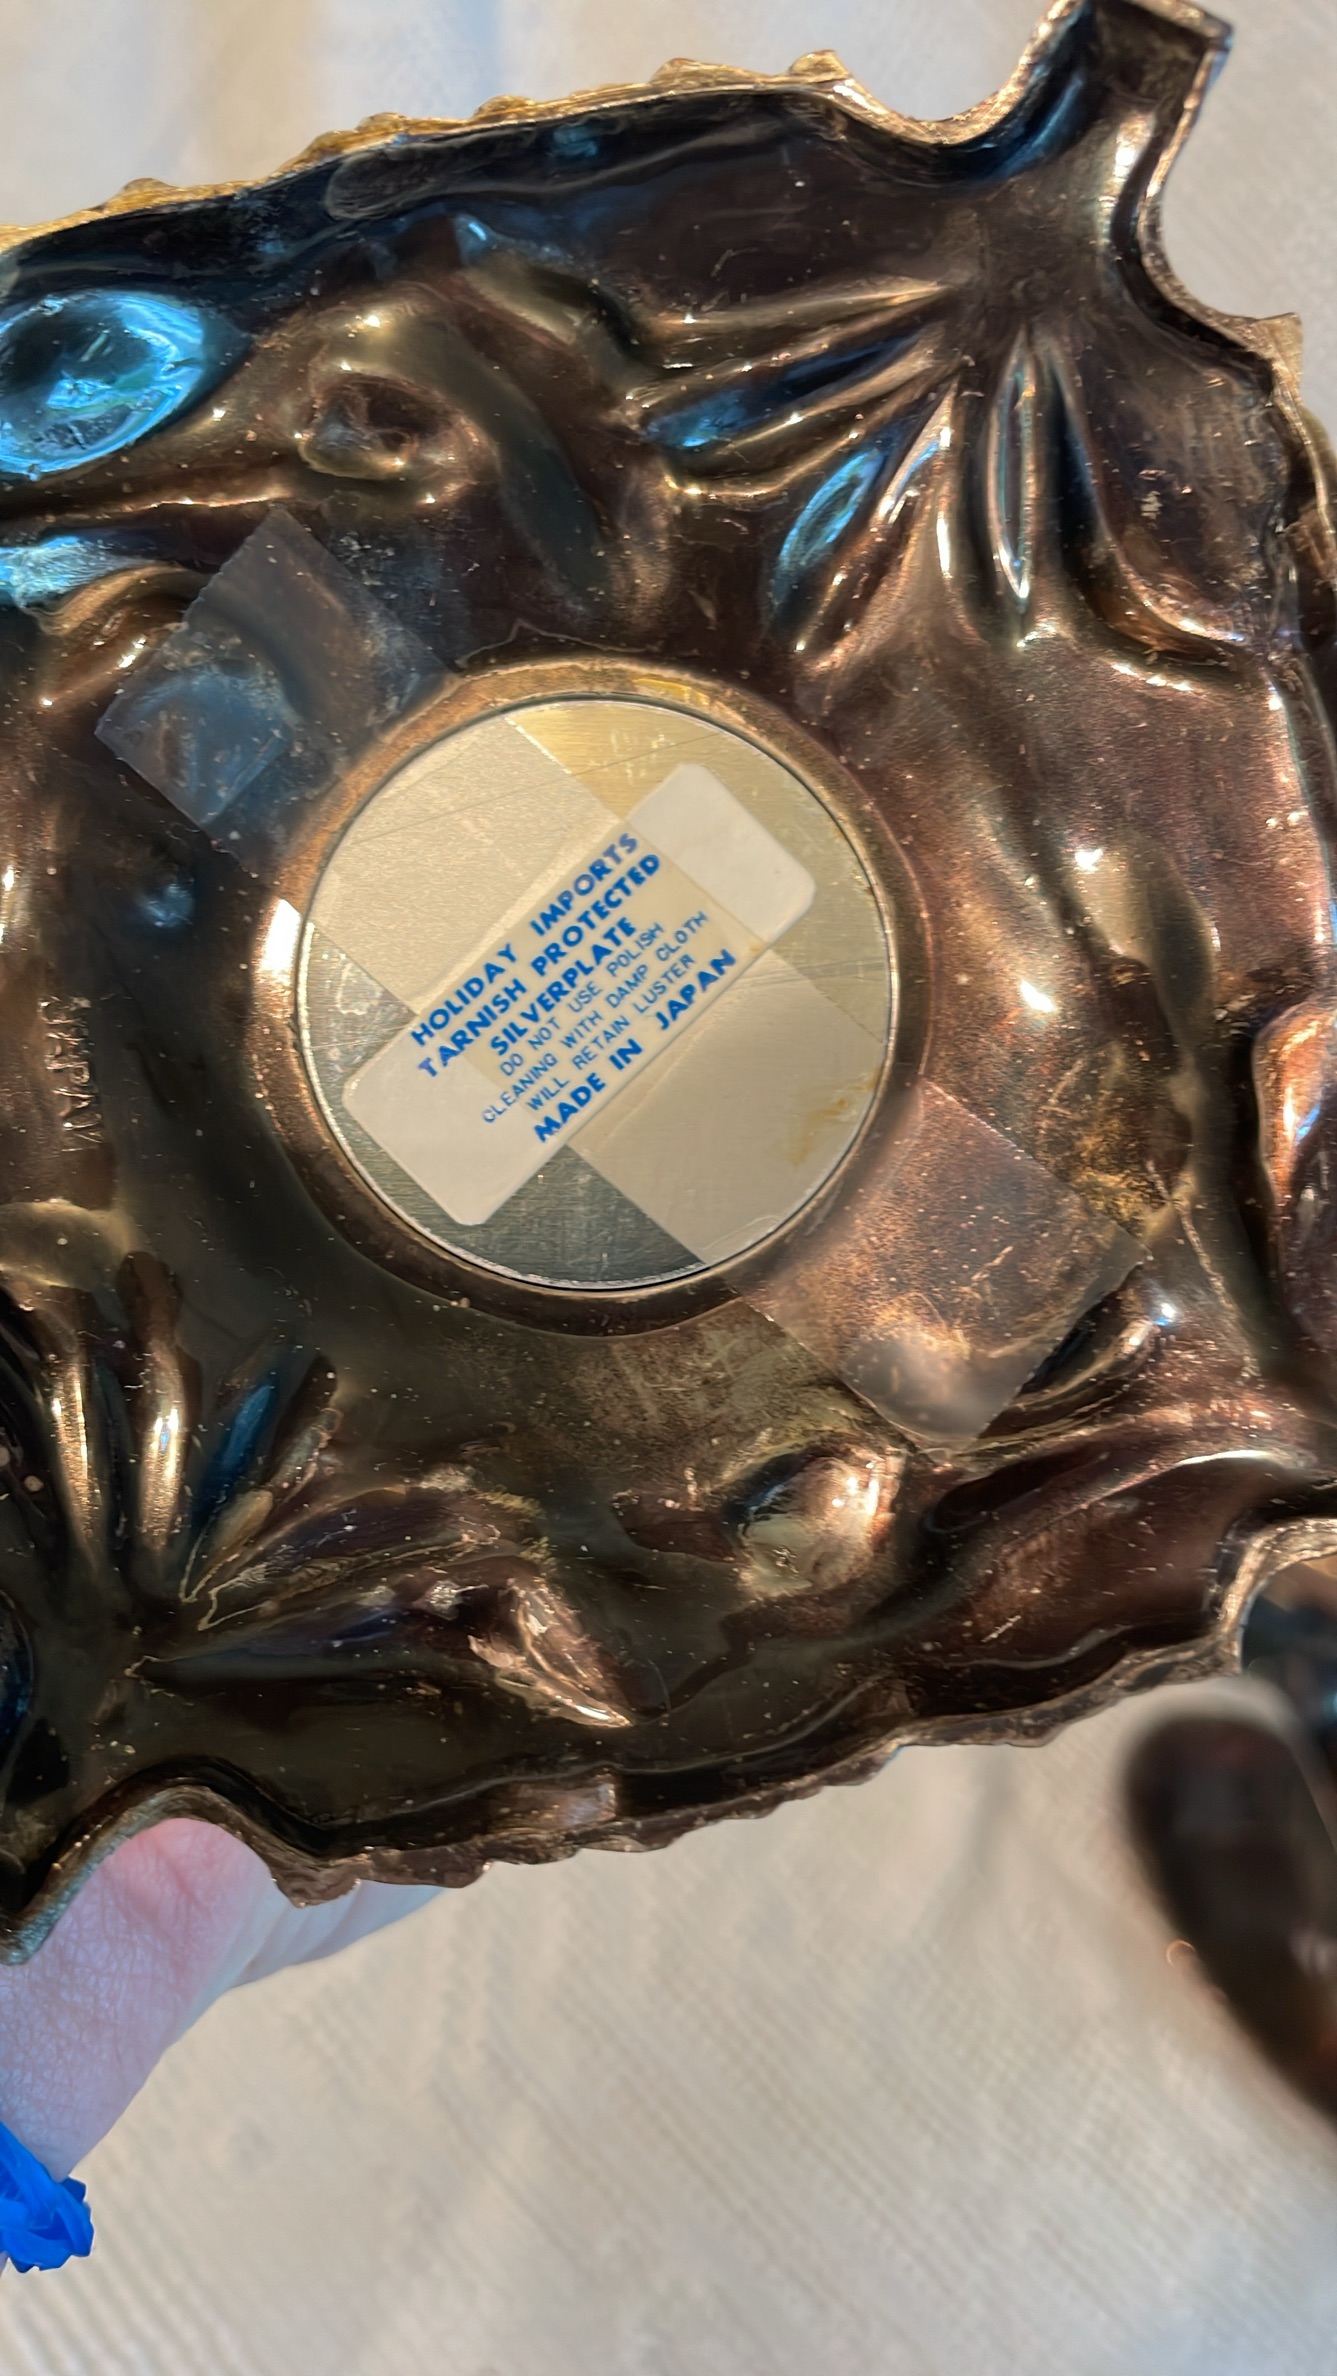 HOLIDAY IMPORTS
TARNISH PROTECTED
SILVERPLATE
DO NOT USE POLISH
CLEANING WITH DAMP CLOTH
WILL RETAIN LUSTER
MADE IN JAPAN
JAPAN